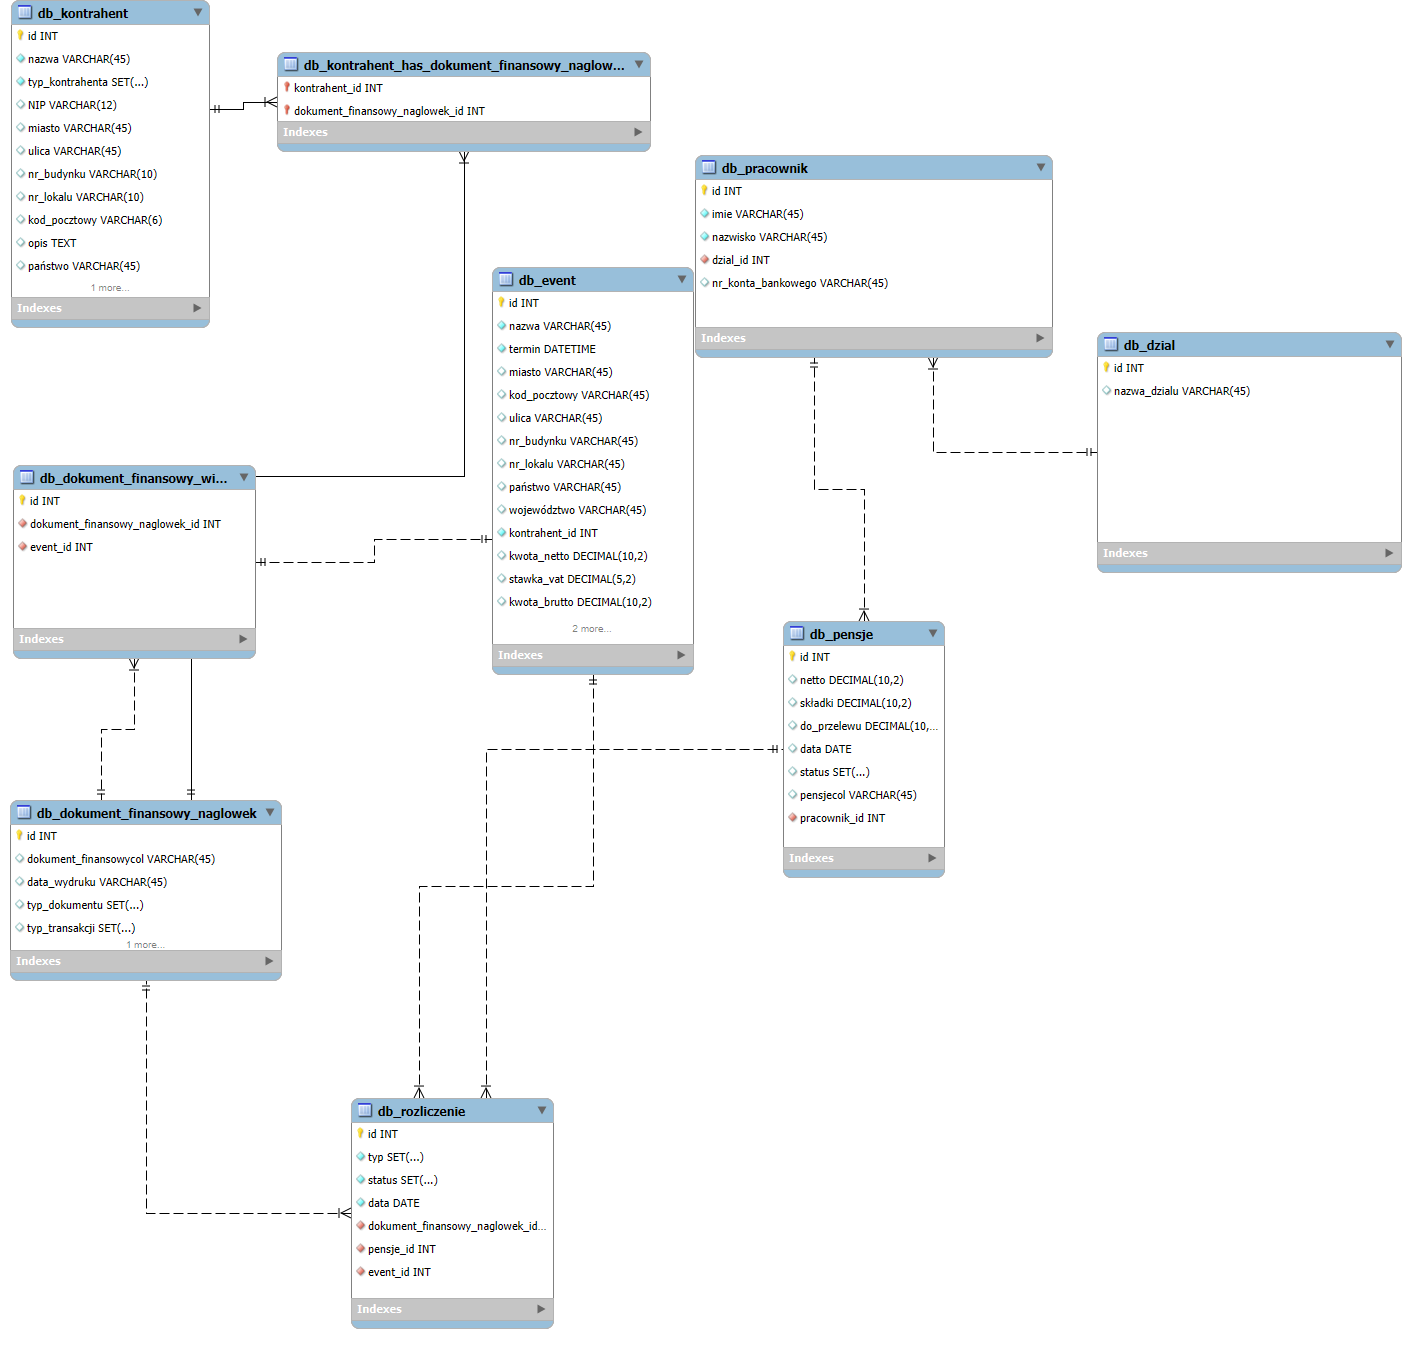 db_kontrahent
id INT
nazwa VARCHAR(45)
typ_kontrahenta SET(...)
NIP VARCHAR(12)
miasto VARCHAR(45)
ulica VARCHAR(45)
nr_budynku VARCHAR(10)
nr_lokalu VARCHAR(10)
kod_pocztowy VARCHAR(6)
opis TEXT
państwo VARCHAR(45)
1 more...
Indexes
db_kontrahent_has_dokument_finansowy_naglow...
kontrahent_id INT
dokument_finansowy_naglowek_id INT
Indexes
db_pracownik
id INT
imie VARCHAR(45)
nazwisko VARCHAR(45)
dzial_id INT
nr_konta_bankowego VARCHAR(45)
Indexes
db_event
id INT
nazwa VARCHAR(45)
termin DATETIME
miasto VARCHAR(45)
kod_pocztowy VARCHAR(45)
ulica VARCHAR(45)
nr_budynku VARCHAR(45)
nr_lokalu VARCHAR(45)
państwo VARCHAR(45)
województwo VARCHAR(45)
kontrahent_id INT
kwota_netto DECIMAL(10,2)
stawka_vat DECIMAL(5,2)
kwota_brutto DECIMAL(10,2)
2 more...
Indexes
db_dzial
id INT
nazwa_dzialu VARCHAR(45)
Indexes
db_dokument_finansowy_wi...
id INT
dokument_finansowy_naglowek_id INT
event_id INT
Indexes
db_pensje
id INT
netto DECIMAL(10,2)
składki DECIMAL(10,2)
do_przelewu DECIMAL(10,...
data DATE
status SET(...)
pensjecol VARCHAR(45)
pracownik_id INT
Indexes
db_dokument_finansowy_naglowek
id INT
dokument_finansowycol VARCHAR(45)
data_wydruku VARCHAR(45)
typ_dokumentu SET(...)
typ_transakcji SET(...)
1 more...
Indexes
db_rozliczenie
id INT
typ SET(...)
status SET(...)
data DATE
dokument_finansowy_naglowek_id...
pensje_id INT
event_id INT
Indexes